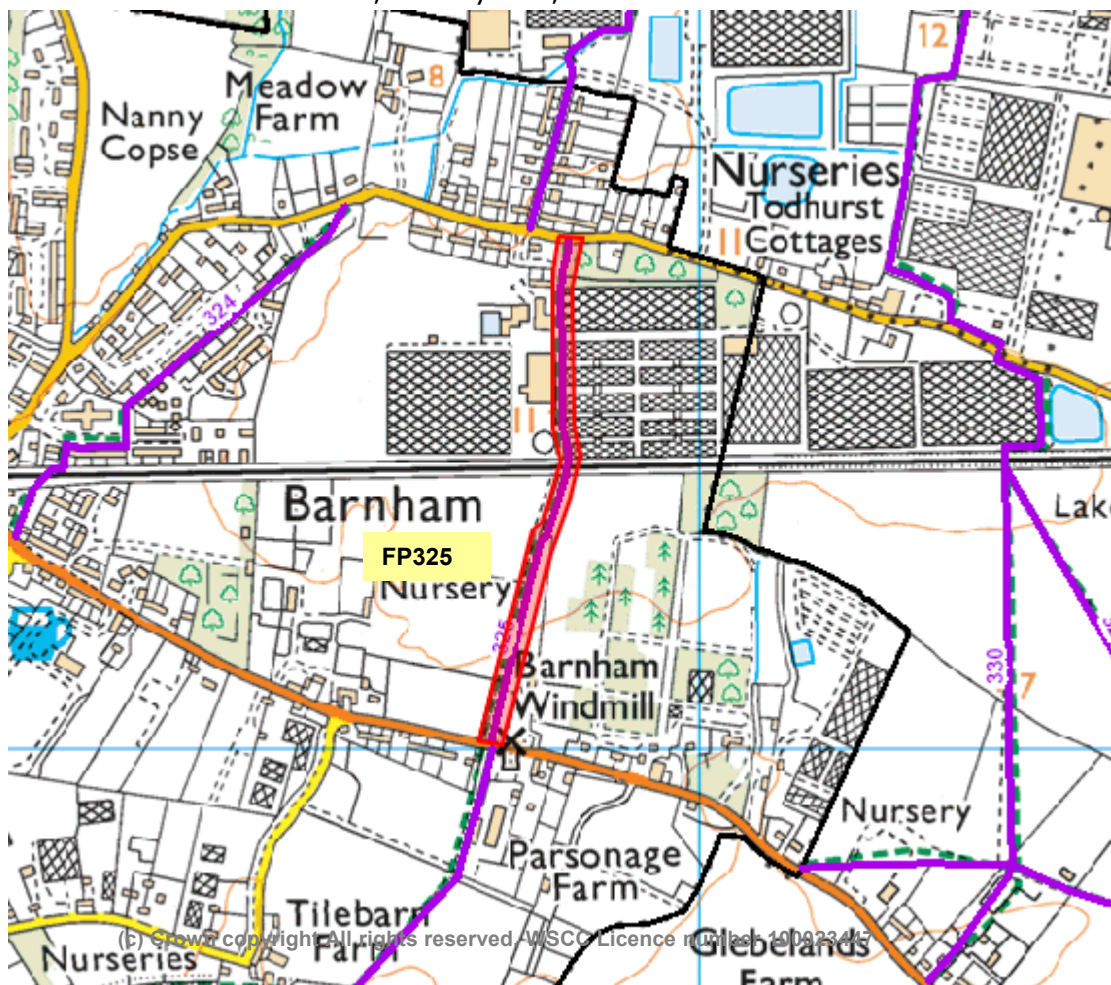 12
Meadow
Farm
8
Nanny
Copse
Nurseries
Todhurst
Cottages
11
324
11
Barnham
Lake
FP325
Nursery
325
Barnham
Windmill
330
7
Nursery
Parsonage
Farm
Tilebarn
Farm
(c) Crown copyright All rights reserved. WSCC Licence number 100023447
Nurseries
Glebelands
Farm